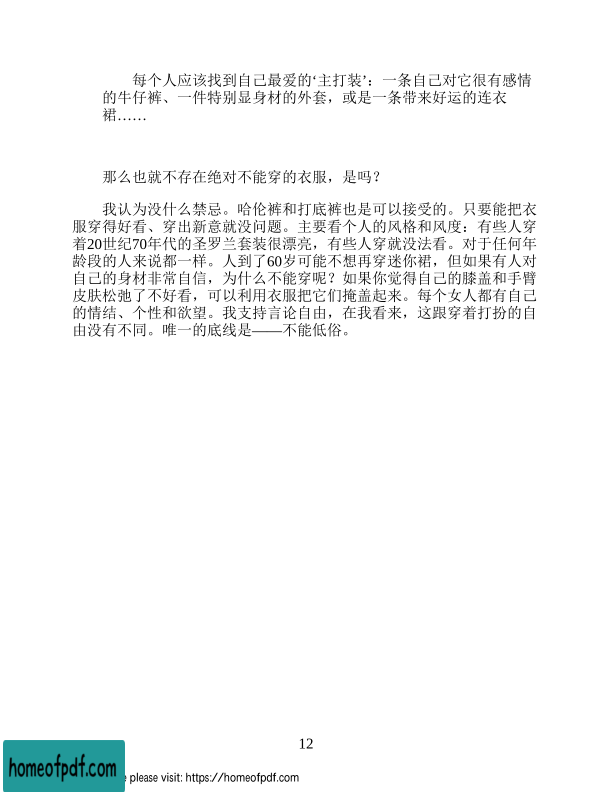 每个人应该找到自己最爱的‘主打装’：一条自己对它很有感情
的牛仔裤、一件特别显身材的外套，或是一条带来好运的连衣
裙……
那么也就不存在绝对不能穿的衣服，是吗？
我认为没什么禁忌。哈伦裤和打底裤也是可以接受的。只要能把衣
服穿得好看、穿出新意就没问题。主要看个人的风格和风度：有些人穿
着20世纪70年代的圣罗兰套装很漂亮，有些人穿就没法看。对于任何年
龄段的人来说都一样。人到了60岁可能不想再穿迷你裙，但如果有人对
自己的身材非常自信，为什么不能穿呢？如果你觉得自己的膝盖和手臂
皮肤松弛了不好看，可以利用衣服把它们掩盖起来。每个女人都有自己
的情结、个性和欲望。我支持言论自由，在我看来，这跟穿着打扮的自
由没有不同。唯一的底线是——不能低俗。
12
homeofpdf.com
please visit: https://homeofpdf.com